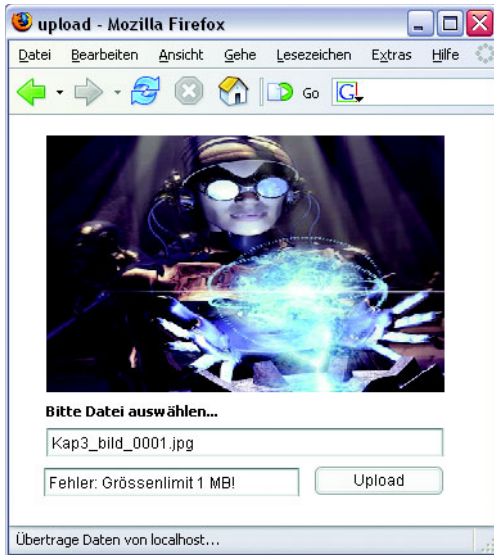 upload - Mozilla Firefox
Datei Bearbeiten Ansicht Gehe Lesezeichen Extras Hilfe
Go G
Bitte Datei auswählen...
Kap3_bild_0001.jpg
Fehler: Grössenlimit 1 MB! Upload
Übertrage Daten von localhost...